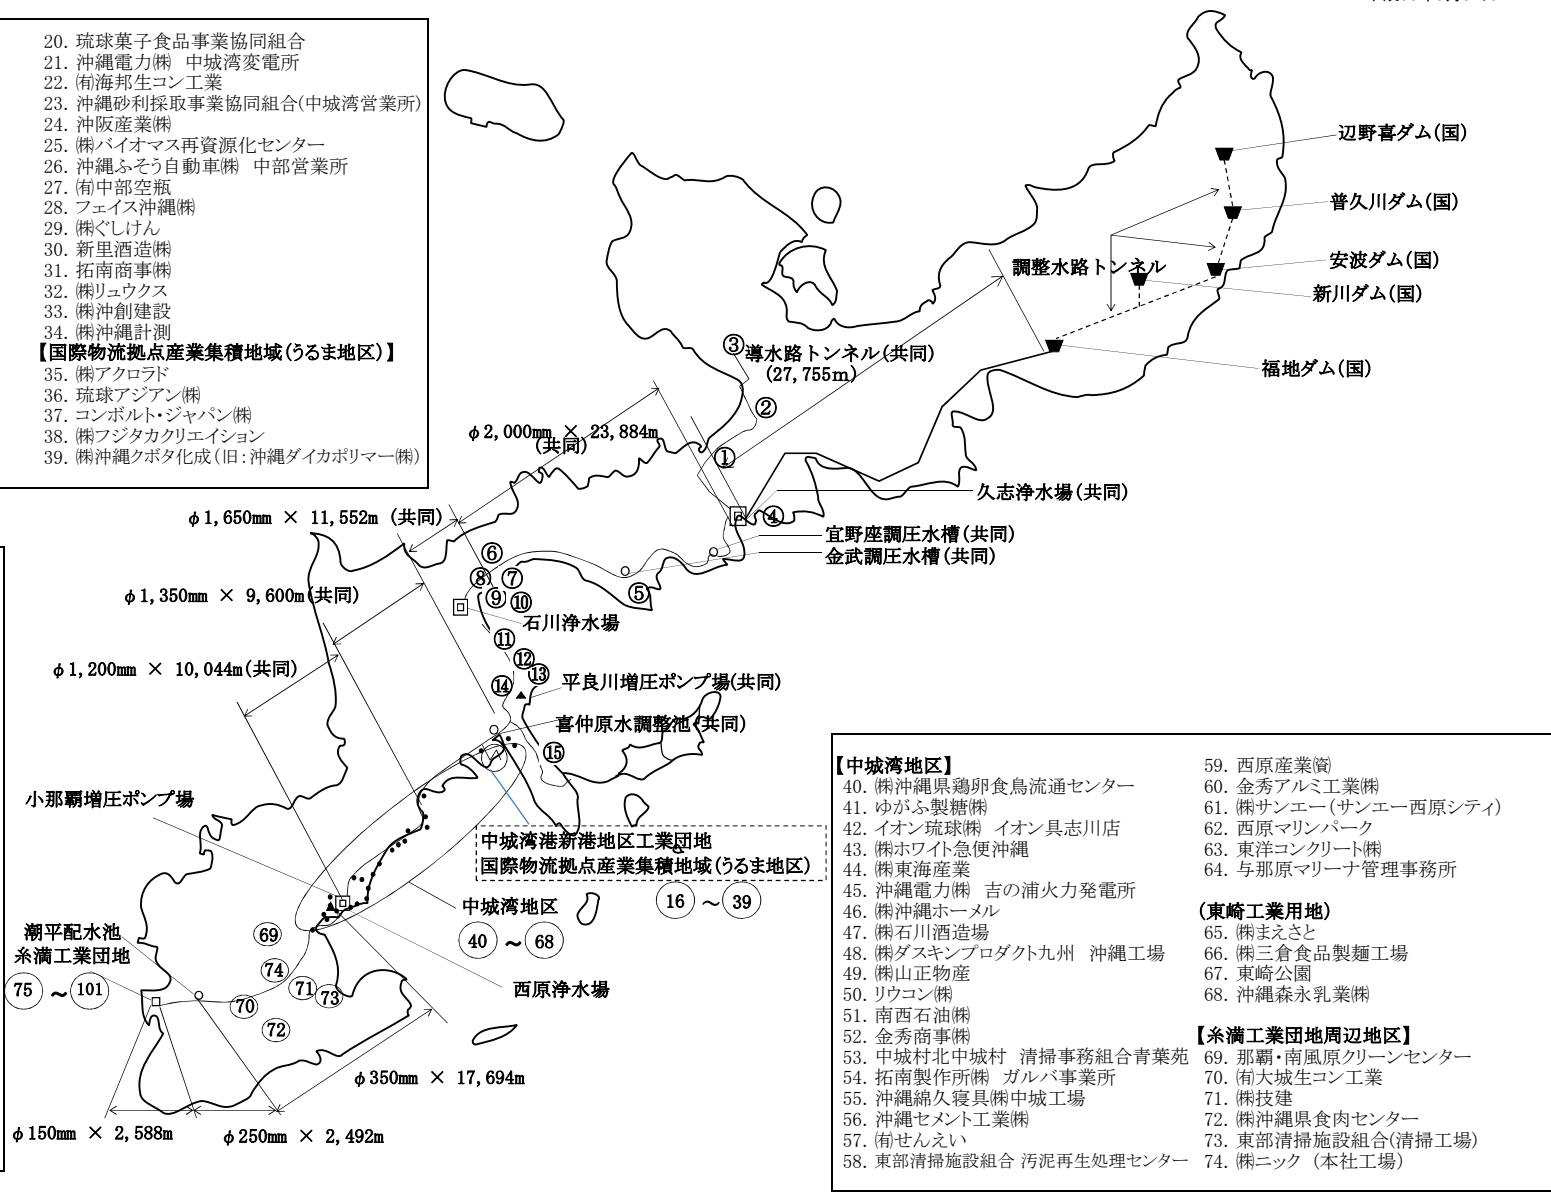 20. 琉球菓子食品事業協同組合
21. 沖縄電力㈱　中城湾変電所
22. ㈲海邦生コン工業
23. 沖縄砂利採取事業協同組合(中城湾営業所)
24. 沖阪産業㈱
25. ㈱バイオマス再資源化センター
26. 沖縄ふそう自動車㈱　中部営業所
27. ㈲中部空瓶
28. フェイス沖縄㈱
29. ㈱ぐしけん
30. 新里酒造㈱
31. 拓南商事㈱
32. ㈱リュウクス
33. ㈱沖創建設
34. ㈱沖縄計測
【国際物流拠点産業集積地域(うるま地区)】
35. ㈱アクロラド
36. 琉球アジアン㈱
37. コンボルト・ジャパン㈱
38. ㈱フジタカクリエイション
39. ㈱沖縄クボタ化成(旧:沖縄ダイカポリマー㈱)
辺野喜ダム(国)
普久川ダム(国)
安波ダム(国)
調整水路トンネル
新川ダム(国)
福地ダム(国)
③
導水路トンネル(共同)
(27,755m)
②
φ2,000mm × 23,884m
(共同)
①
久志浄水場(共同)
φ1,650mm × 11,552m (共同)
④
宜野座調圧水槽(共同)
金武調圧水槽(共同)
⑥
⑧ ⑦
⑤
φ1,350mm × 9,600m(共同)
⑨ ⑩
石川浄水場
⑪
⑫
φ1,200mm × 10,044m(共同)
⑬
⑭
平良川増圧ポンプ場(共同)
喜仲原水調整池(共同)
⑮
小那覇増圧ポンプ場
中城湾港新港地区工業団地
国際物流拠点産業集積地域(うるま地区)
16 ～ 39
中城湾地区
40 ～ 68
潮平配水池
糸満工業団地
75 ～ 101
69
74
71 73
70
72
西原浄水場
φ350mm × 17,694m
φ150mm × 2,588m
φ250mm × 2,492m
【中城湾地区】
40. ㈱沖縄県鶏卵食鳥流通センター
41. ゆがふ製糖㈱
42. イオン琉球㈱ イオン具志川店
43. ㈱ホワイト急便沖縄
44. ㈱東海産業
45. 沖縄電力㈱ 吉の浦火力発電所
46. ㈱沖縄ホーメル
47. ㈱石川酒造場
48. ㈱ダスキンプロダクト九州　沖縄工場
49. ㈱山正物産
50. リウコン㈱
51. 南西石油㈱
52. 金秀商事㈱
53. 中城村北中城村　清掃事務組合青葉苑
54. 拓南製作所㈱ ガルバ事業所
55. 沖縄綿久寝具㈱中城工場
56. 沖縄セメント工業㈱
57. ㈲せんえい
58. 東部清掃施設組合 汚泥再生処理センター
59. 西原産業㈾
60. 金秀アルミ工業㈱
61. ㈱サンエー(サンエー西原シティ)
62. 西原マリンパーク
63. 東洋コンクリート㈱
64. 与那原マリーナ管理事務所
(東崎工業用地)
65. ㈱まえさと
66. ㈱三倉食品製麺工場
67. 東崎公園
68. 沖縄森永乳業㈱
【糸満工業団地周辺地区】
69. 那覇・南風原クリーンセンター
70. ㈲大城生コン工業
71. ㈱技建
72. ㈱沖縄県食肉センター
73. 東部清掃施設組合(清掃工場)
74. ㈱ニック (本社工場)